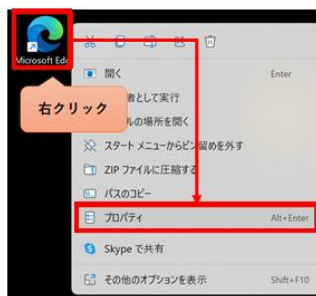 Microsoft Edg
右クリック
開く Enter
者として実行
ルの場所を開く
スタート メニューからピン留めを外す
ZIP ファイルに圧縮する
パスのコピー
プロパティ Alt+Enter
Skype で共有
その他のオプションを表示 Shift+F10